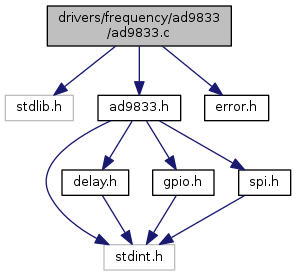 drivers/frequency/ad9833
/ad9833.c
stdlib.h
ad9833.h
error.h
delay.h
gpio.h
spi.h
stdint.h